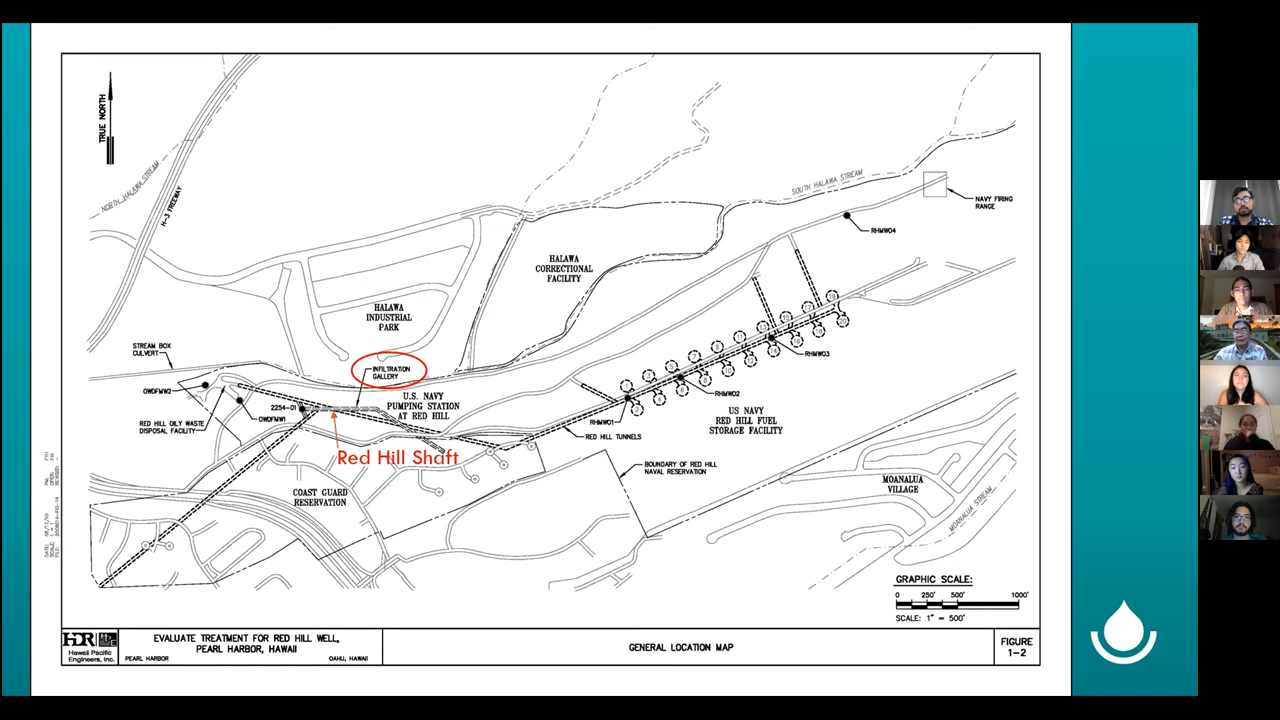 TRUE NORTH
NORTH HALAWA STREAM
H-3 FREEWAY
SOUTH HALAWA STREAM
NAVY FIRING
RANGE
RHMW04
HALAWA
CORRECTIONAL
FACILITY
HALAWA
INDUSTRIAL
PARK
STREAM BOX
CULVERT
INFILTRATION
GALLERY
OWDFMW2
2254-01
OWDFMW1
U.S. NAVY
PUMPING STATION
AT RED HILL
RED HILL OILY WASTE
DISPOSAL FACILITY
Red Hill Shaft
RHMW03
RHMW02
RHMW01
US NAVY
RED HILL FUEL
STORAGE FACILITY
RED HILL TUNNELS
BOUNDARY OF RED HILL
NAVAL RESERVATION
COAST GUARD
RESERVATION
MOANALUA
VILLAGE
MOANALUA STREAM
GRAPHIC SCALE:
0 250' 500' 1000'
SCALE: 1" = 500'
HDR
Hawaii Pacific
Engineers, Inc.
EVALUATE TREATMENT FOR RED HILL WELL,
PEARL HARBOR, HAWAII
PEARL HARBOR OAHU, HAWAII
GENERAL LOCATION MAP
FIGURE
1-2